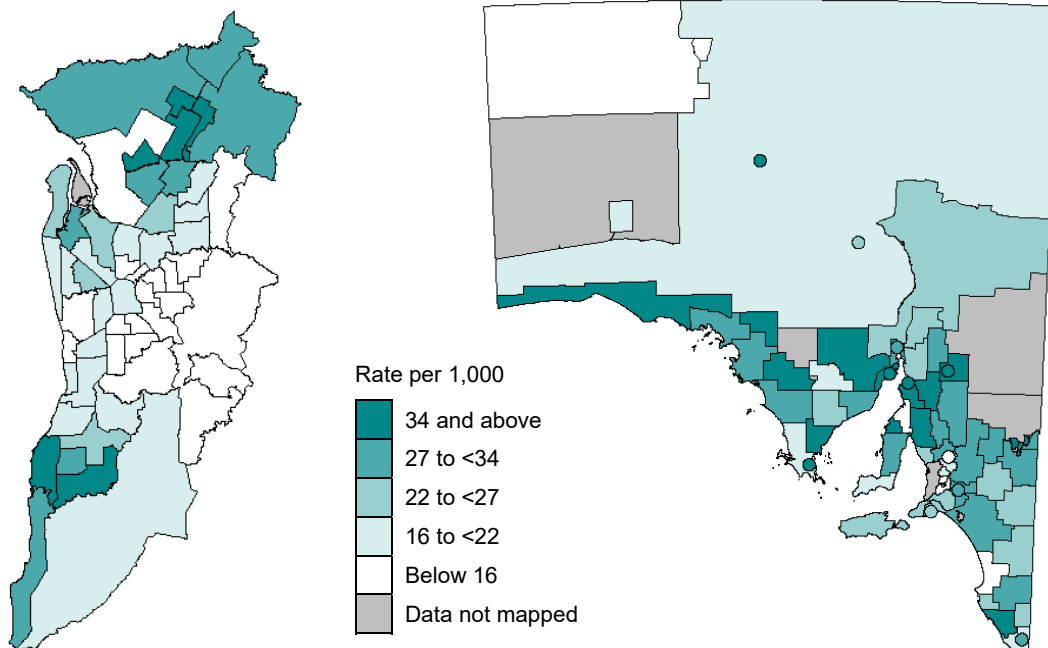 Rate per 1,000
34 and above
27 to <34
22 to <27
16 to <22
Below 16
Data not mapped